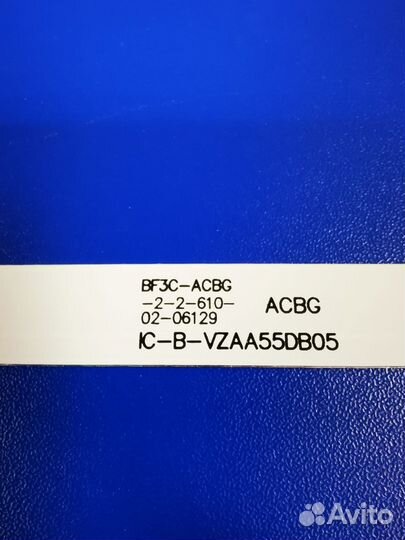 BF3C-ACBG
-2-2-610-
02-06129
ACBG
IC-B-VZAA55DB05
Avito